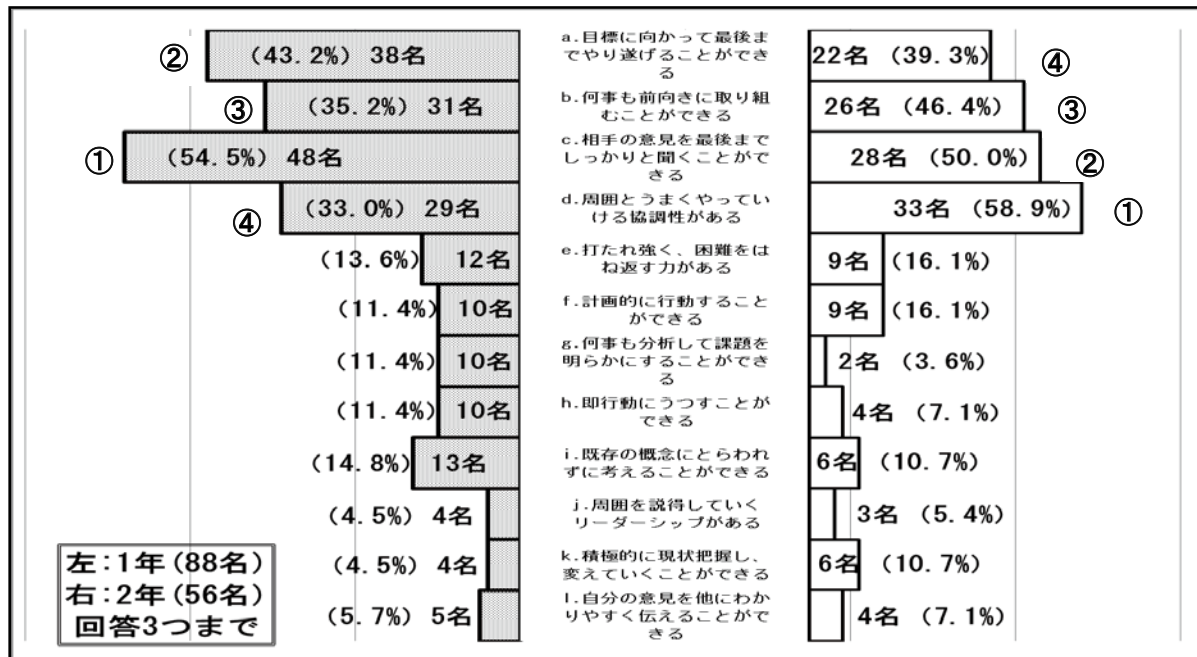 a.目標に向かって最後ま
でやり遂げることができ
る
② (43.2%) 38名
22名 (39.3%) ④
b.何事も前向きに取り組
むことができる
③ (35.2%) 31名
26名 (46.4%) ③
c.相手の意見を最後まで
しっかりと聞くことがで
きる
① (54.5%) 48名
28名 (50.0%) ②
d.周囲とうまくやってい
ける協調性がある
④ (33.0%) 29名
33名 (58.9%) ①
e.打たれ強く、困難をは
ね返す力がある
(13.6%) 12名
9名 (16.1%)
f.計画的に行動すること
ができる
(11.4%) 10名
9名 (16.1%)
g.何事も分析して課題を
明らかにすることができ
る
(11.4%) 10名
2名 (3.6%)
h.即行動にうつすことが
できる
(11.4%) 10名
4名 (7.1%)
i.既存の概念にとらわれ
ずに考えることができる
(14.8%) 13名
6名 (10.7%)
j.周囲を説得していく
リーダーシップがある
(4.5%) 4名
3名 (5.4%)
k.積極的に現状把握し、
変えていくことができる
(4.5%) 4名
6名 (10.7%)
l.自分の意見を他にわか
りやすく伝えることがで
きる
(5.7%) 5名
4名 (7.1%)
左:1年(88名)
右:2年(56名)
回答3つまで